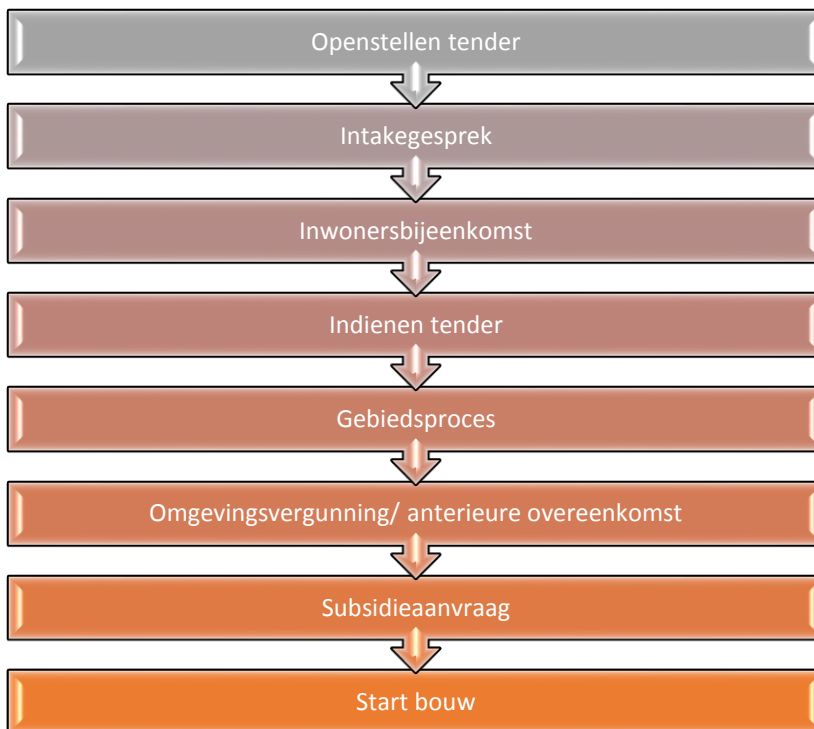 Openstellen tender
Intakegesprek
Inwonersbijeenkomst
Indienen tender
Gebiedsproces
Omgevingsvergunning/ anterieure overeenkomst
Subsidieaanvraag
Start bouw